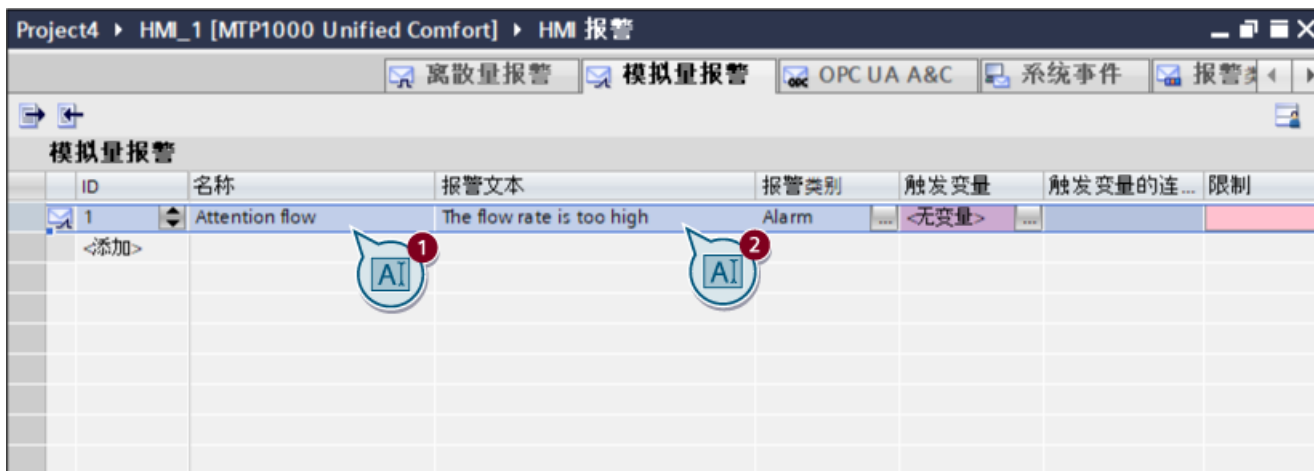 Project4 ▸ HMI_1 [MTP1000 Unified Comfort] ▸ HMI 报警
离散量报警 模拟量报警 OPC UA A&C 系统事件 报警
模拟量报警
ID 名称 报警文本 报警类别 触发变量 触发变量的连... 限制
1 Attention flow The flow rate is too high Alarm ... <无变量> ...
<添加> 1 2
AI AI